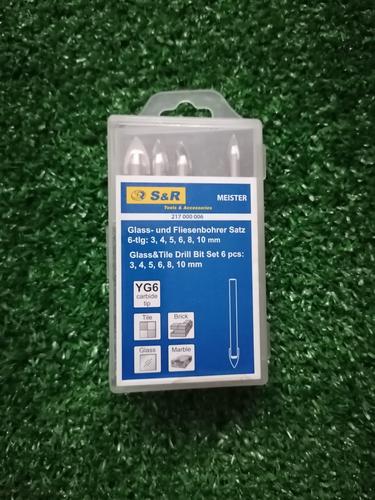 S&R
MEISTER
Tools & Accessories
217 000 006
Glass- und Fliesenbohrer Satz
6-tlg: 3, 4, 5, 6, 8, 10 mm
Glass&Tile Drill Bit Set 6 pcs:
3, 4, 5, 6, 8, 10 mm
YG6
carbide
tip
Tile
Brick
Glass
Marble